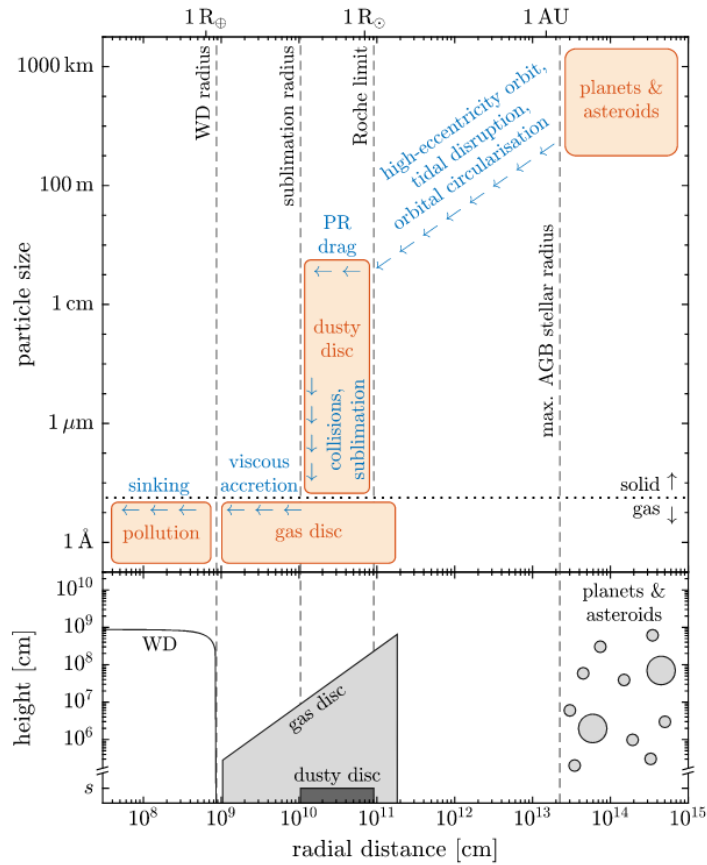 1 R⊕
1 R⊙
1 AU
particle size
1000 km
100 m
1 cm
1 μm
1 Å
WD radius
sublimation radius
Roche limit
max. AGB stellar radius
high-eccentricity orbit,
tidal disruption,
orbital circularisation
← ← ← ← ← ← ← ←
planets &
asteroids
PR
drag
← ←
dusty
disc
collisions,
sublimation
← ← ← ←
sinking
← ← ←
pollution
viscous
accretion
← ← ← ←
gas disc
solid ↑
gas ↓
height [cm]
10¹⁰
10⁹
10⁸
10⁷
10⁶
s
WD
gas disc
dusty disc
planets &
asteroids
10⁸
10⁹
10¹⁰
10¹¹
10¹²
10¹³
10¹⁴
10¹⁵
radial distance [cm]